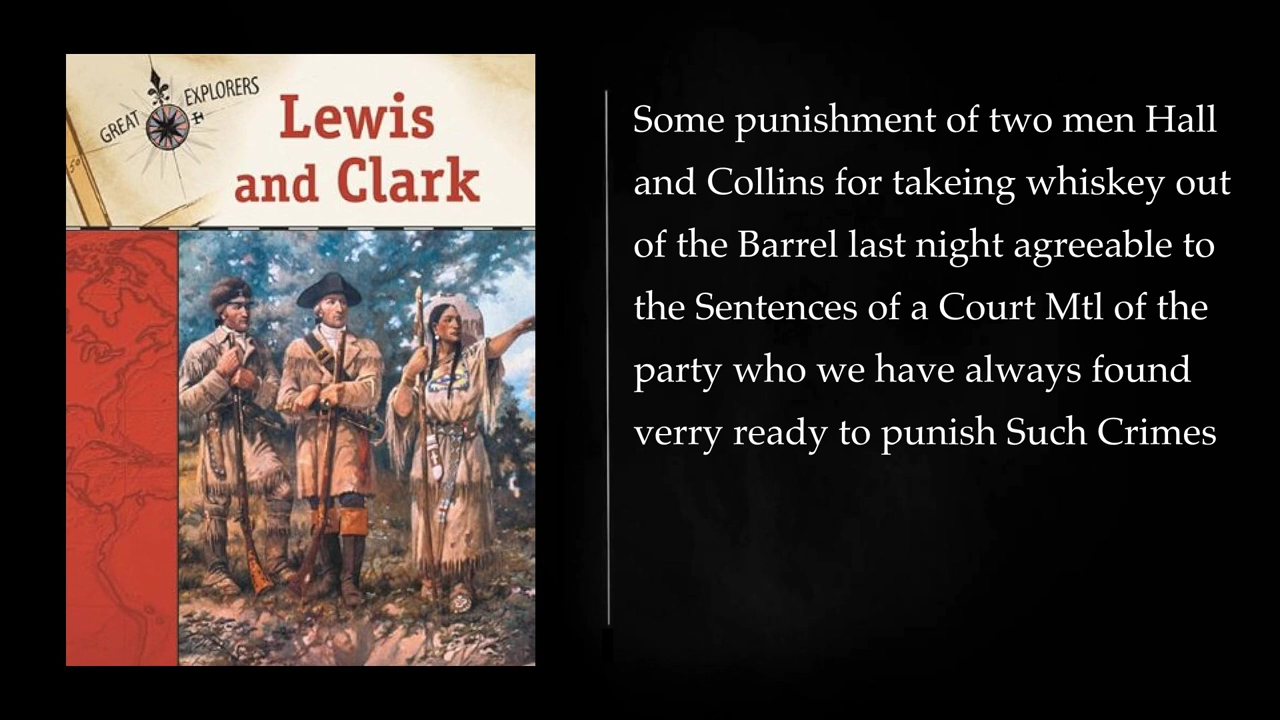 GREAT EXPLORERS
Lewis
and Clark
50
Some punishment of two men Hall
and Collins for takeing whiskey out
of the Barrel last night agreeable to
the Sentences of a Court Mtl of the
party who we have always found
verry ready to punish Such Crimes